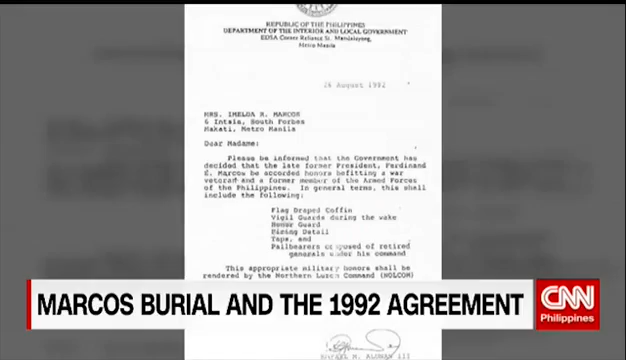 REPUBLIC OF THE PHILIPPINES
DEPARTMENT OF THE INTERIOR AND LOCAL GOVERNMENT
EDSA Corner Reliance St. Mandaluyong,
Metro Manila
26 August 1992
MRS. IMELDA R. MARCOS
6 Intsia, South Forbes
Makati, Metro Manila
Dear Madame:
Please be informed that the Government has
decided that the late former President, Ferdinand
E. Marcos be accorded honors befitting a war
veteran and a former member of the Armed Forces
of the Philippines. In general terms, this shall
include the following:
Flag Draped Coffin
Vigil Guards during the wake
Honor Guard
Firing Detail
Taps, and
Pallbearers composed of retired
generals under his command
This appropriate military honors shall be
rendered by the Northern Luzon Command (NOLCOM)
MARCOS BURIAL AND THE 1992 AGREEMENT
CNN
Philippines
RAFAEL M. ALUNAN III